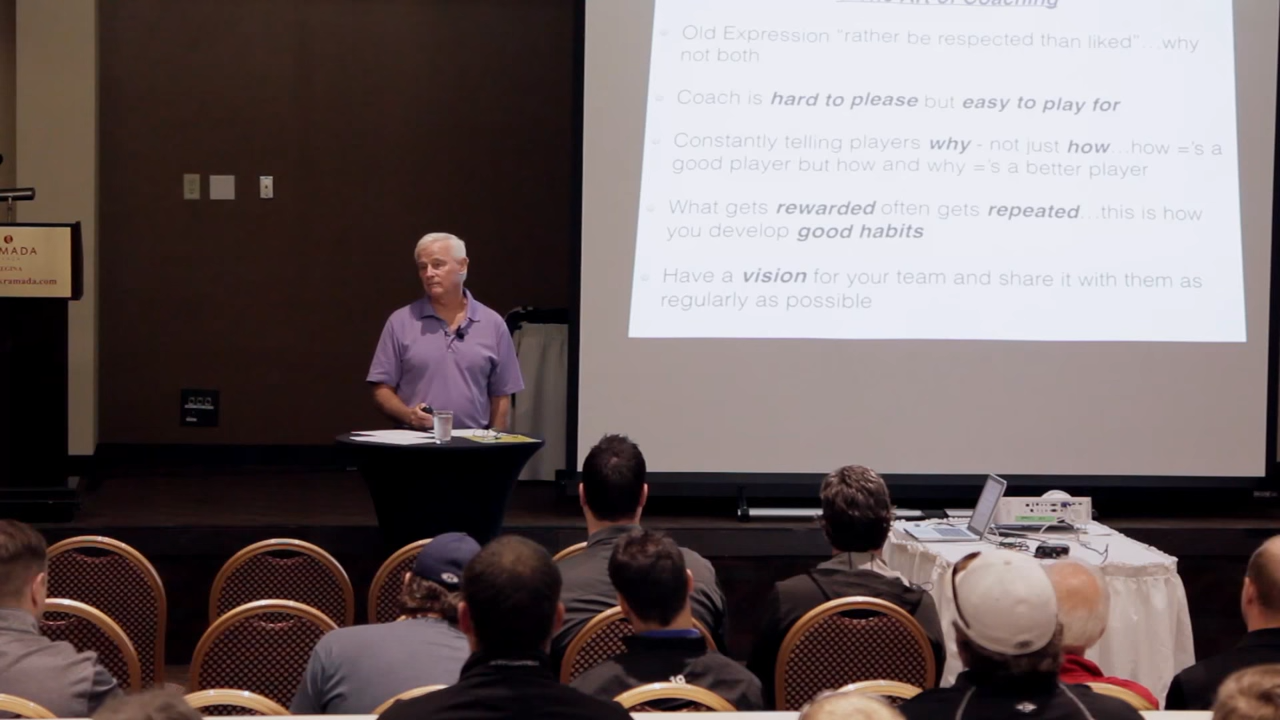 Art of Coaching
Old Expression "rather be respected than liked"...why
not both
Coach is hard to please but easy to play for
Constantly telling players why - not just how...how ='s a
good player but how and why ='s a better player
What gets rewarded often gets repeated...this is how
you develop good habits
Have a vision for your team and share it with them as
regularly as possible
MADA
ramada.com